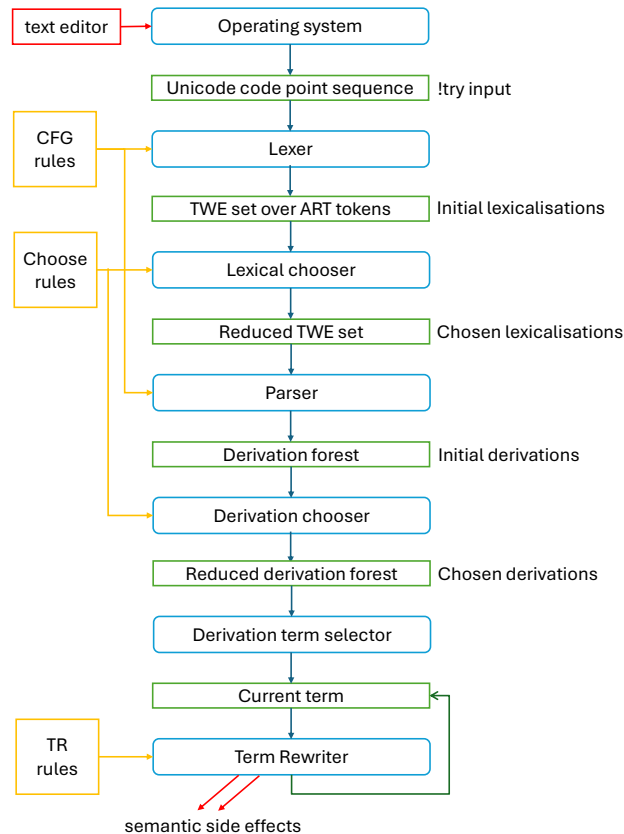 text editor
Operating system
Unicode code point sequence
!try input
CFG
rules
Lexer
TWE set over ART tokens
Initial lexicalisations
Choose
rules
Lexical chooser
Reduced TWE set
Chosen lexicalisations
Parser
Derivation forest
Initial derivations
Derivation chooser
Reduced derivation forest
Chosen derivations
Derivation term selector
Current term
TR
rules
Term Rewriter
semantic side effects